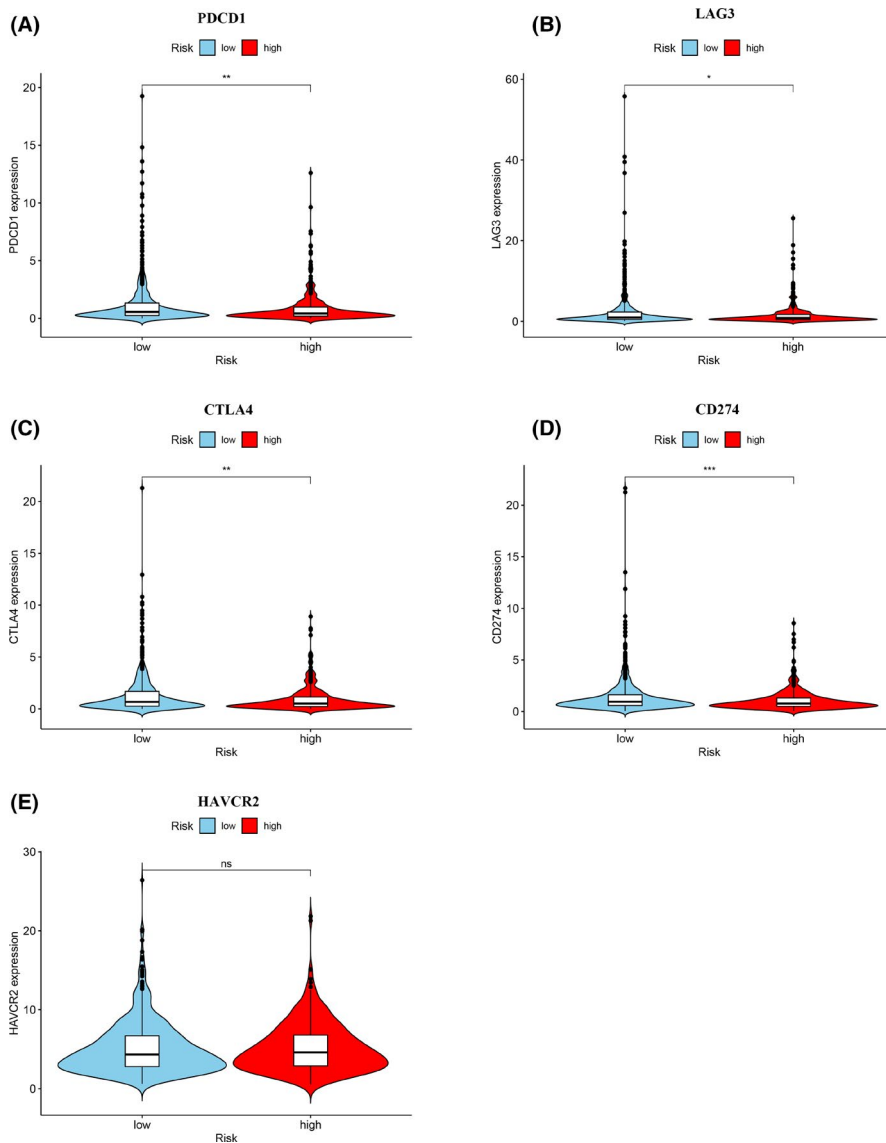 (A)
PDCD1
Risk low high
**
20
15
10
5
0
PDCD1 expression
low high
Risk
(B)
LAG3
Risk low high
*
60
40
20
0
LAG3 expression
low high
Risk
(C)
CTLA4
Risk low high
**
20
15
10
5
0
CTLA4 expression
low high
Risk
(D)
CD274
Risk low high
***
20
15
10
5
0
CD274 expression
low high
Risk
(E)
HAVCR2
Risk low high
ns
30
20
10
0
HAVCR2 expression
low high
Risk